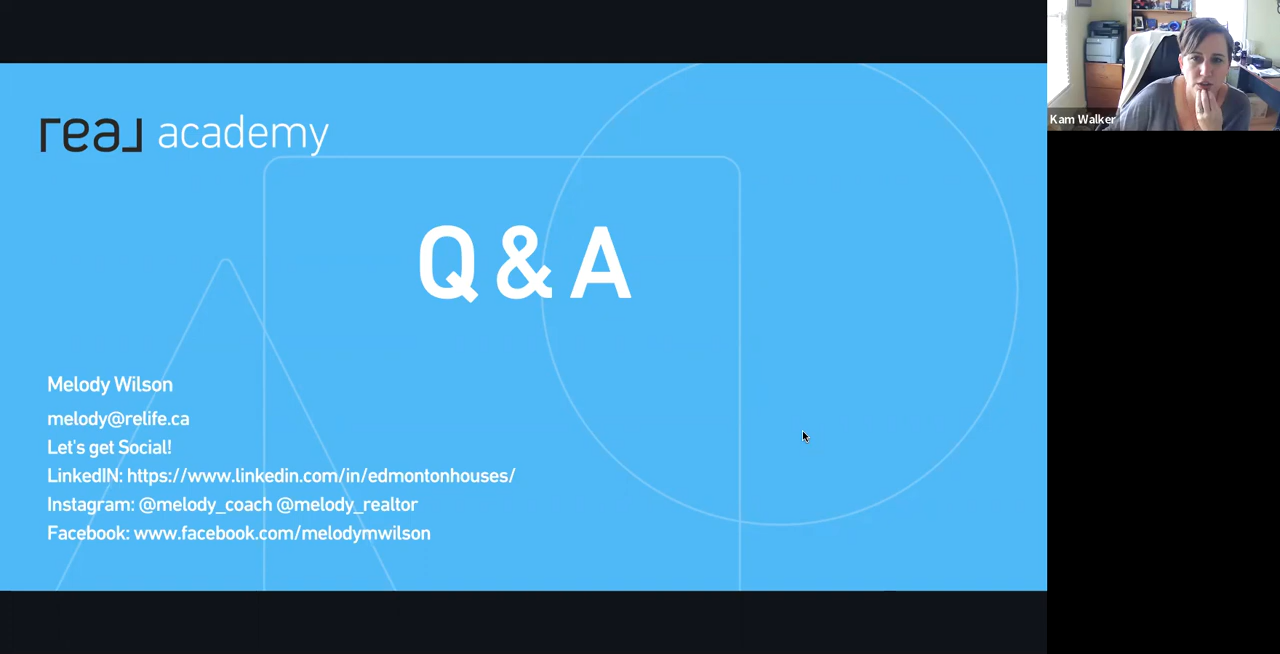 real academy
Q & A
Melody Wilson
melody@relife.ca
Let's get Social!
LinkedIN: https://www.linkedin.com/in/edmontonhouses/
Instagram: @melody_coach @melody_realtor
Facebook: www.facebook.com/melodymwilson
Kam Walker